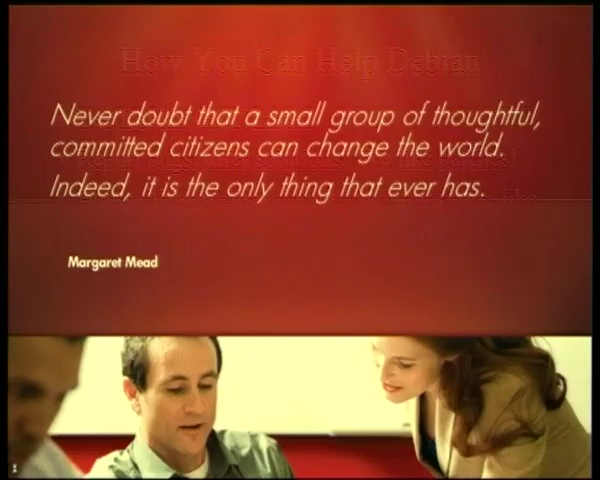 How You Can Help Debian
Never doubt that a small group of thoughtful,
committed citizens can change the world.
Indeed, it is the only thing that ever has.
Margaret Mead